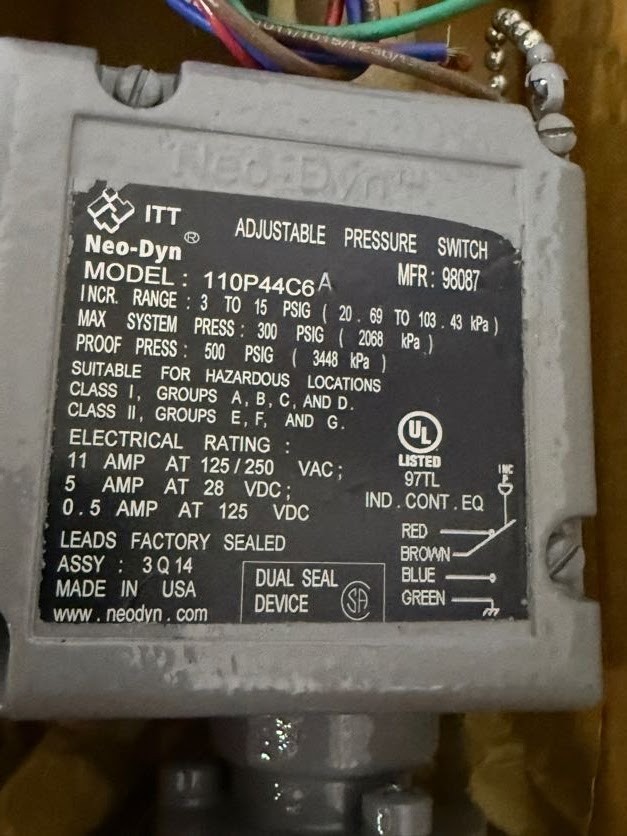 Neo-Dyn
ITT
Neo-Dyn®
ADJUSTABLE PRESSURE SWITCH
MODEL : 110P44C6A
MFR : 98087
INCR. RANGE : 3 TO 15 PSIG ( 20 . 69 TO 103 . 43 kPa )
MAX SYSTEM PRESS : 300 PSIG ( 2068 kPa )
PROOF PRESS : 500 PSIG ( 3448 kPa )
SUITABLE FOR HAZARDOUS LOCATIONS
CLASS I, GROUPS A, B, C, AND D.
CLASS II, GROUPS E, F, AND G.
ELECTRICAL RATING :
11 AMP AT 125 / 250 VAC ;
5 AMP AT 28 VDC ;
0 . 5 AMP AT 125 VDC
LEADS FACTORY SEALED
ASSY : 3 Q 14
MADE IN USA
www . neodyn . com
DUAL SEAL
DEVICE
SA
UL
LISTED
97TL
IND . CONT . EQ
INC
P
RED
BROWN
BLUE
GREEN